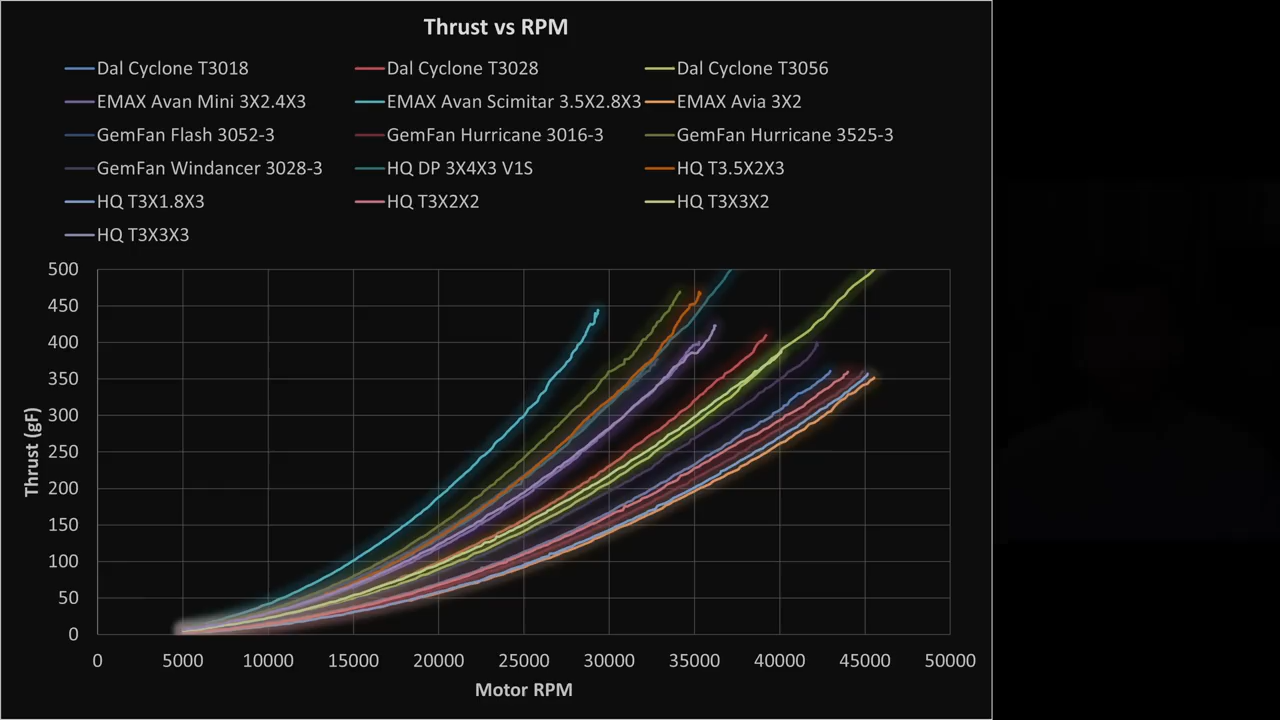 Thrust vs RPM
Dal Cyclone T3018 Dal Cyclone T3028 Dal Cyclone T3056
EMAX Avan Mini 3X2.4X3 EMAX Avan Scimitar 3.5X2.8X3 EMAX Avia 3X2
GemFan Flash 3052-3 GemFan Hurricane 3016-3 GemFan Hurricane 3525-3
GemFan Windancer 3028-3 HQ DP 3X4X3 V1S HQ T3.5X2X3
HQ T3X1.8X3 HQ T3X2X2 HQ T3X3X2
HQ T3X3X3
500
450
400
350
300
250
200
150
100
50
0
Thrust (gF)
0 5000 10000 15000 20000 25000 30000 35000 40000 45000 50000
Motor RPM